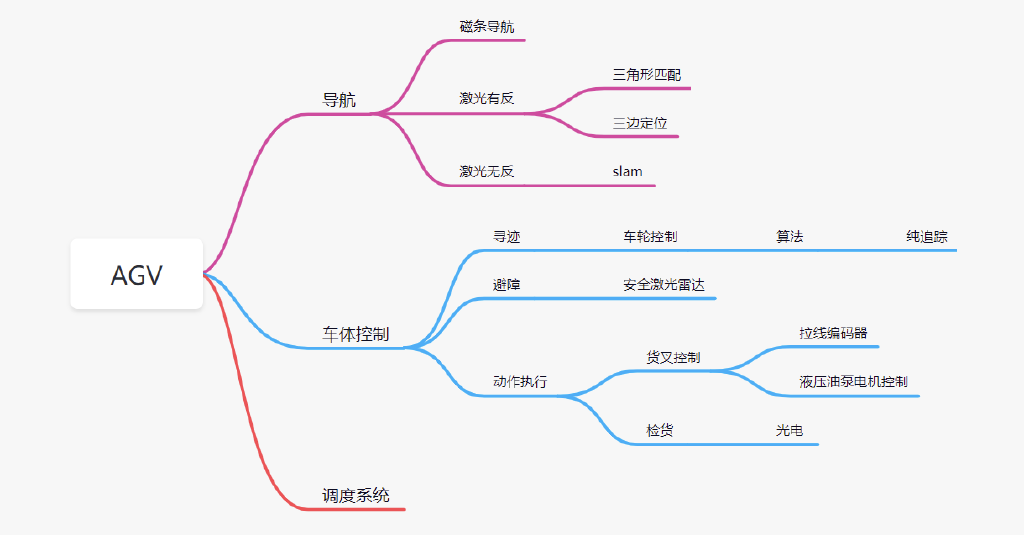 AGV
导航
磁条导航
激光有反
三角形匹配
三边定位
激光无反
slam
车体控制
寻迹
车轮控制
算法
纯追踪
避障
安全激光雷达
动作执行
货叉控制
拉线编码器
液压油泵电机控制
检货
光电
调度系统